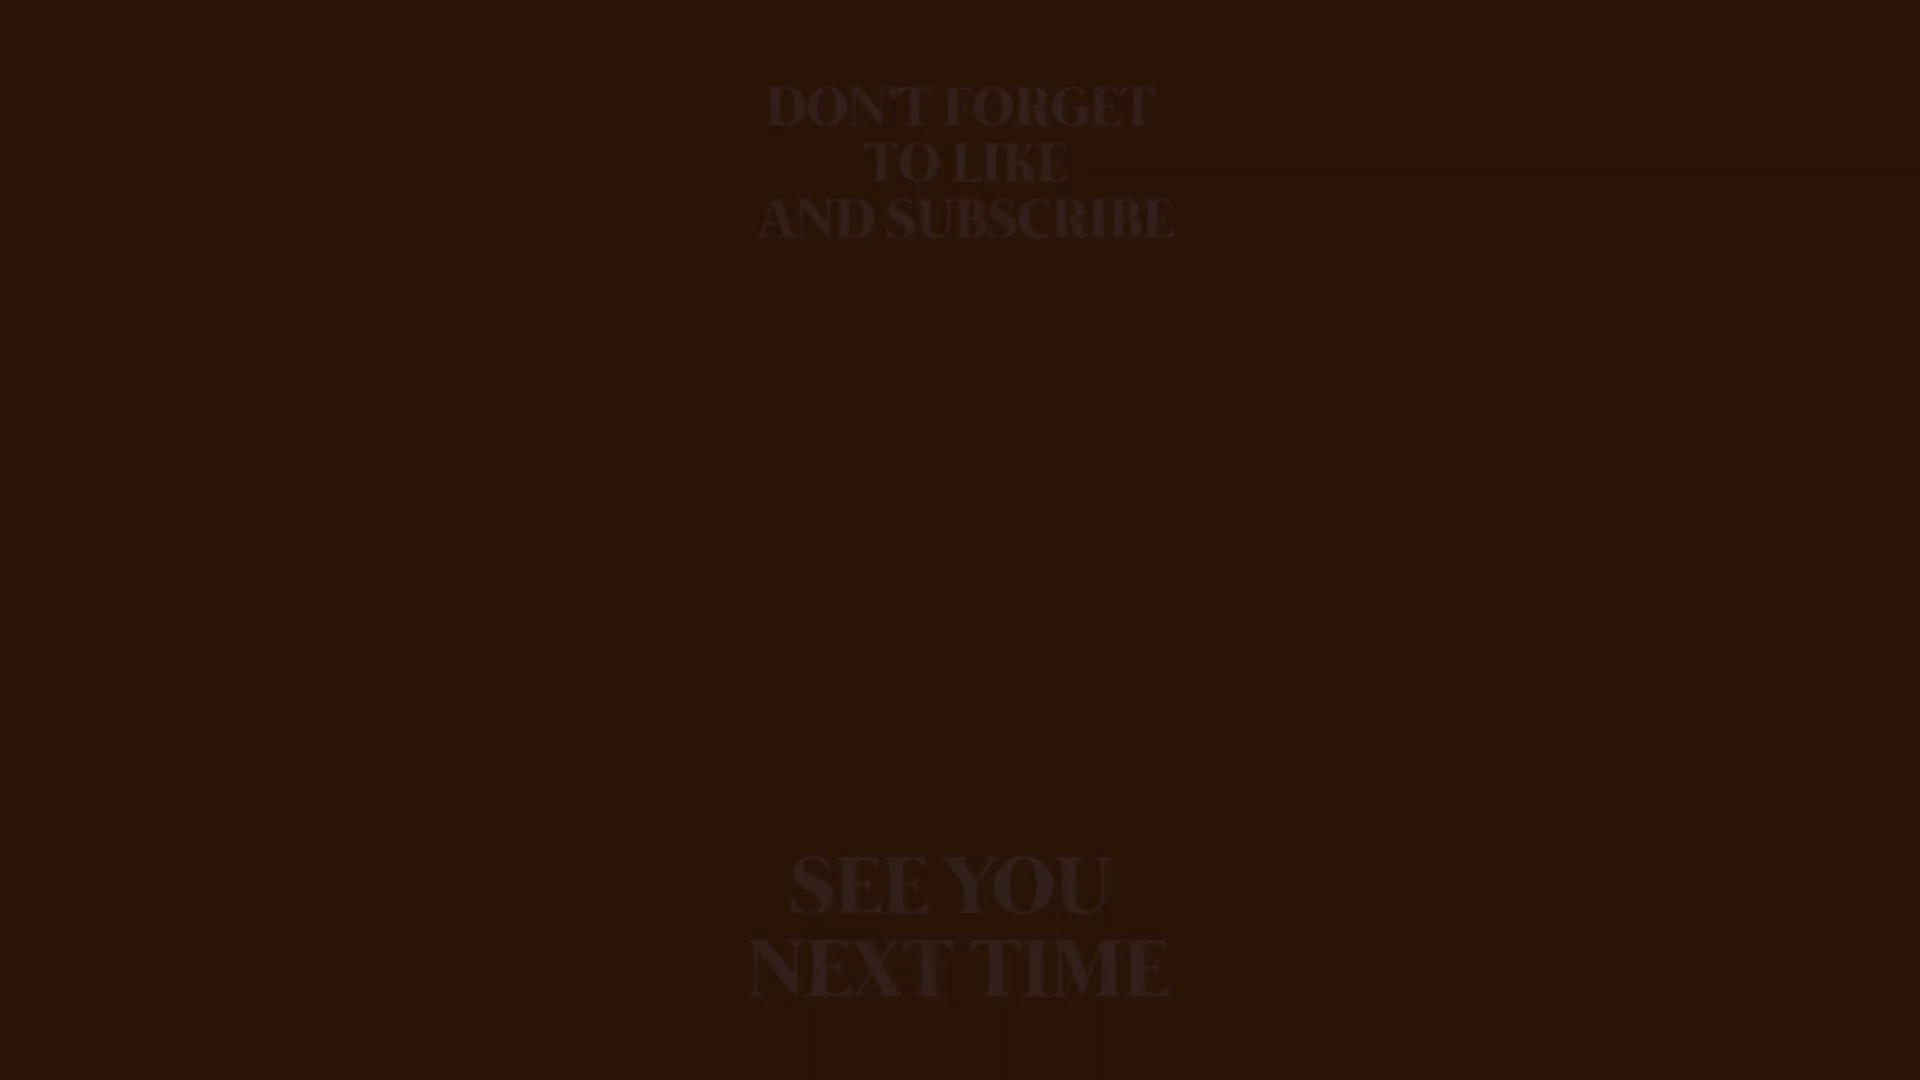 DON'T FORGET
TO LIKE
AND SUBSCRIBE
SEE YOU
NEXT TIME